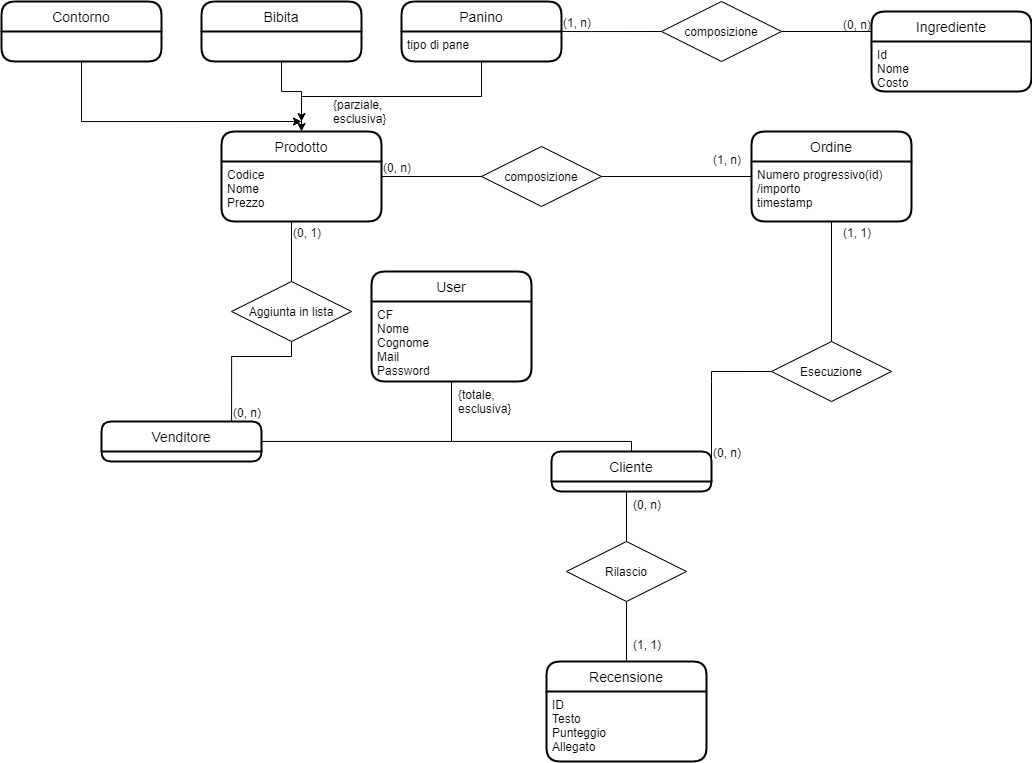 Contorno
Bibita
Panino
tipo di pane
(1, n)
composizione
(0, n)
Ingrediente
Id
Nome
Costo
{parziale,
esclusiva}
Prodotto
Codice
Nome
Prezzo
(0, n)
composizione
(1, n)
Ordine
Numero progressivo(id)
/importo
timestamp
(0, 1)
(1, 1)
Aggiunta in lista
User
CF
Nome
Cognome
Mail
Password
Esecuzione
{totale,
esclusiva}
(0, n)
Venditore
(0, n)
Cliente
(0, n)
Rilascio
(1, 1)
Recensione
ID
Testo
Punteggio
Allegato